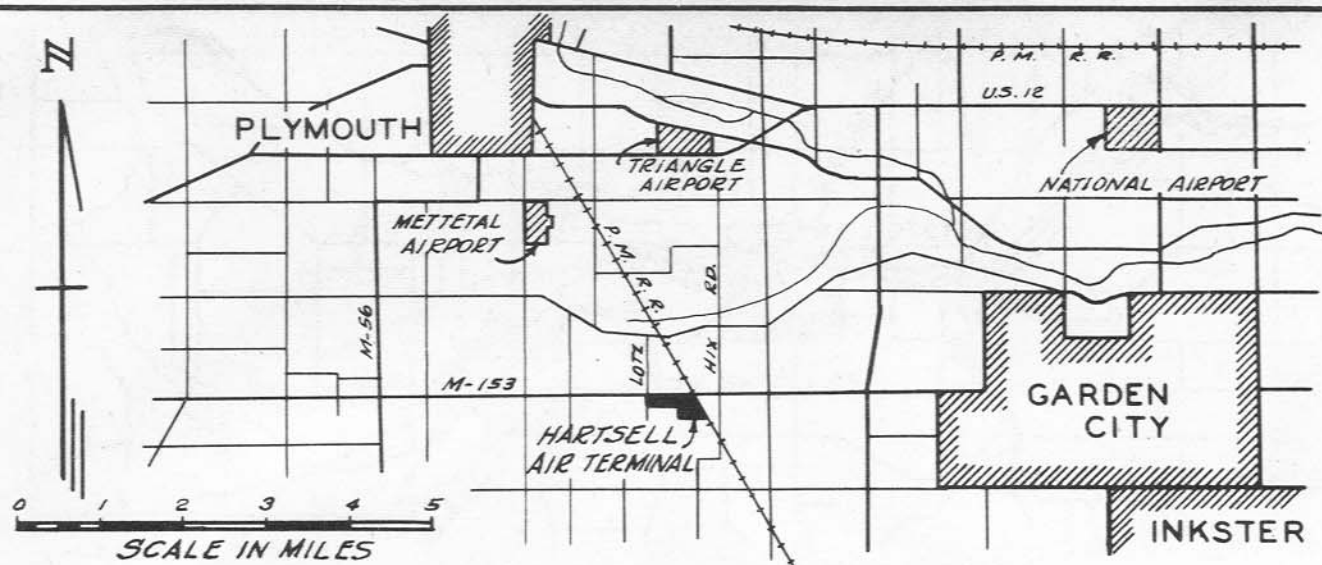 N
P. M. R. R.
U.S. 12
PLYMOUTH
TRIANGLE
AIRPORT
NATIONAL AIRPORT
METTETAL
AIRPORT
P. M. R. R.
RD.
HIX
LOTZ
M-56
M-153
GARDEN
CITY
HARTSELL
AIR TERMINAL
0 1 2 3 4 5
SCALE IN MILES
INKSTER